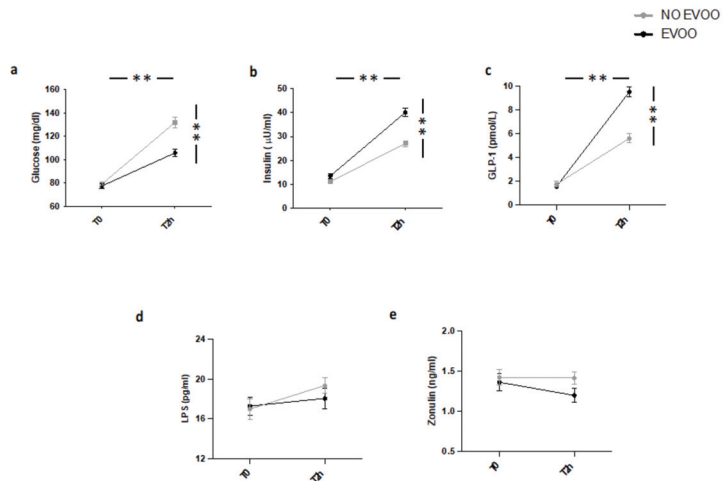 NO EVOO
EVOO
a
**
Glucose (mg/dl)
160
140
120
100
80
60
***
T0
T2h
b
**
Insulin ( μU/ml)
50
40
30
20
10
0
***
T0
T2h
c
**
GLP-1 (pmol/L)
10
8
6
4
2
0
***
T0
T2h
d
LPS (pg/ml)
24
20
16
12
T0
T2h
e
Zonulin (ng/ml)
2.0
1.5
1.0
0.5
T0
T2h